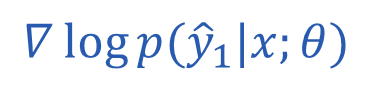 ∇ log p(ŷ₁|x; θ)